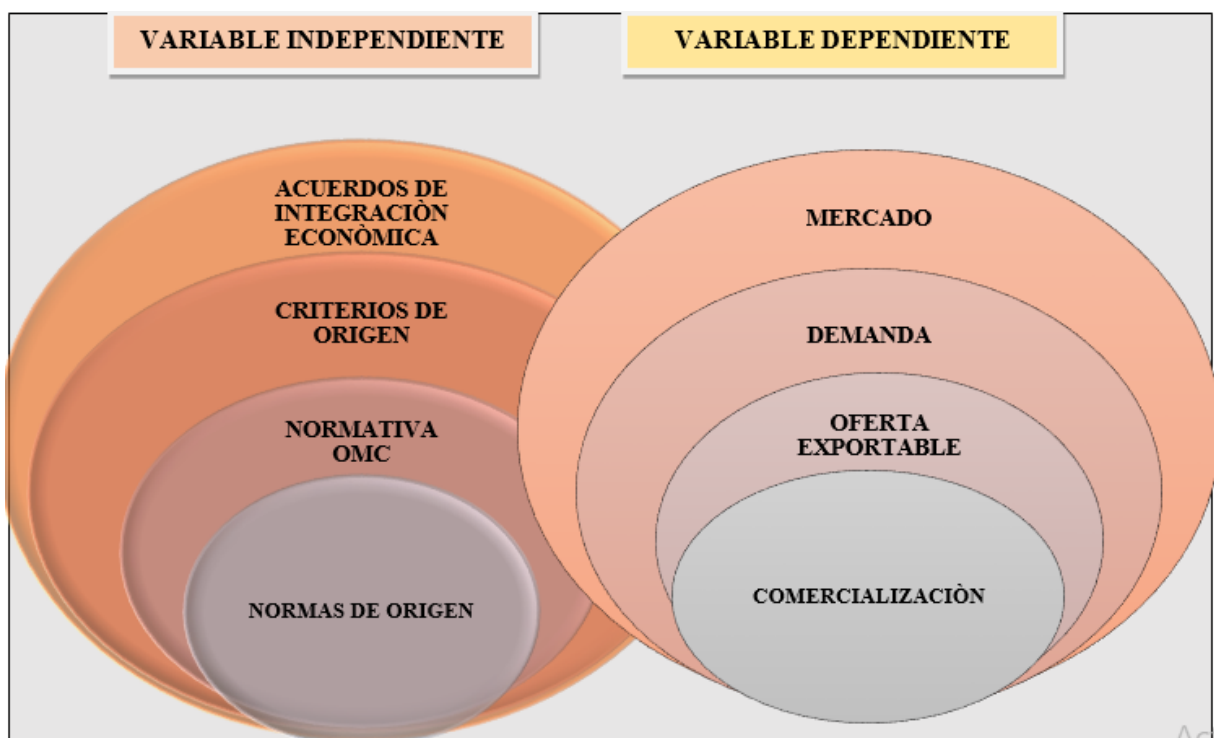 VARIABLE INDEPENDIENTE
VARIABLE DEPENDIENTE
ACUERDOS DE
INTEGRACIÒN
ECONÒMICA
CRITERIOS DE
ORIGEN
NORMATIVA
OMC
NORMAS DE ORIGEN
MERCADO
DEMANDA
OFERTA
EXPORTABLE
COMERCIALIZACIÒN